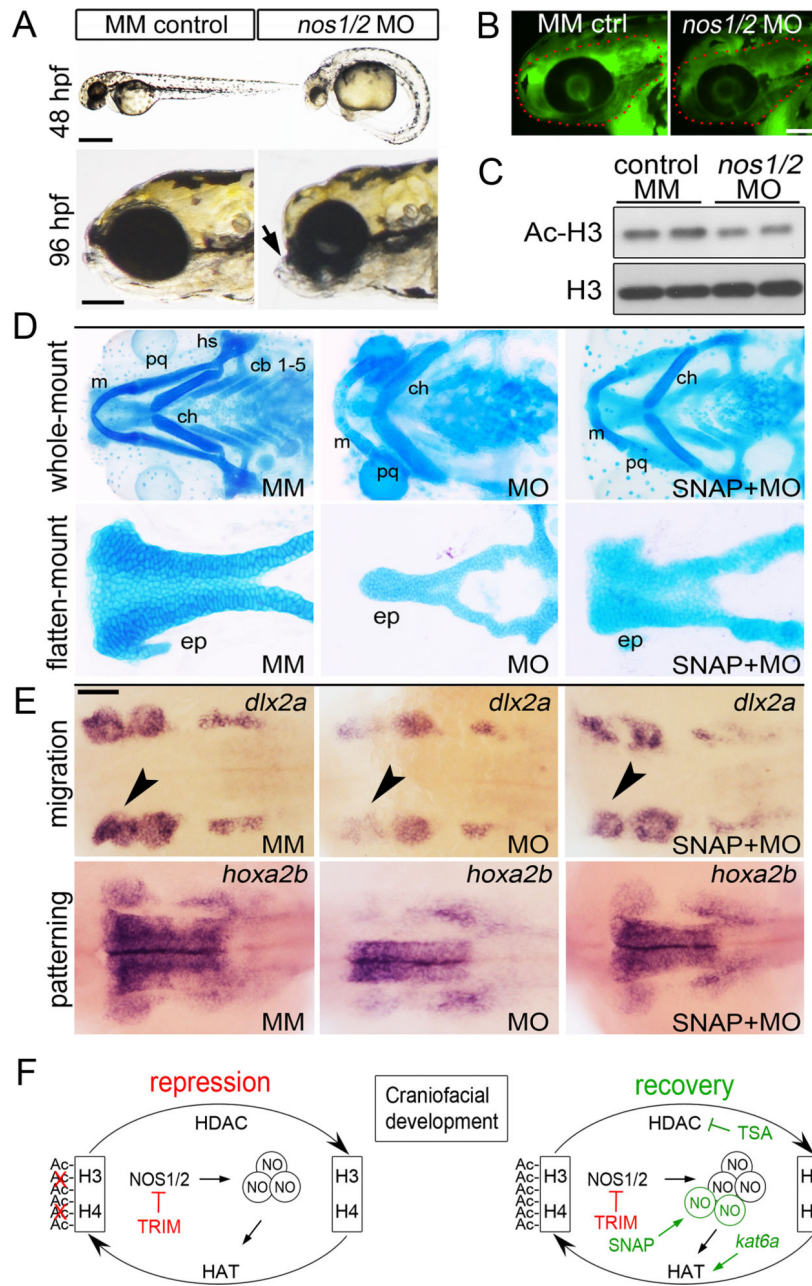 A
MM control
nos1/2 MO
48 hpf
96 hpf
B
MM ctrl
nos1/2 MO
C
control MM
nos1/2 MO
Ac-H3
H3
D
whole-mount
m
pq
hs
cb 1-5
ch
MM
m
pq
ch
MO
m
pq
ch
SNAP+MO
flatten-mount
ep
MM
ep
MO
ep
SNAP+MO
E
migration
dlx2a
MM
dlx2a
MO
dlx2a
SNAP+MO
patterning
hoxa2b
MM
hoxa2b
MO
hoxa2b
SNAP+MO
F
repression
HDAC
Ac-
Ac-
Ac-
Ac-
Ac-
Ac-
H3
H4
NOS1/2
TRIM
NO
NO
NO
H3
H4
HAT
Craniofacial
development
recovery
HDAC
TSA
Ac-
Ac-
Ac-
Ac-
Ac-
Ac-
H3
H4
NOS1/2
TRIM
SNAP
NO
NO
NO
NO
NO
kat6a
HAT